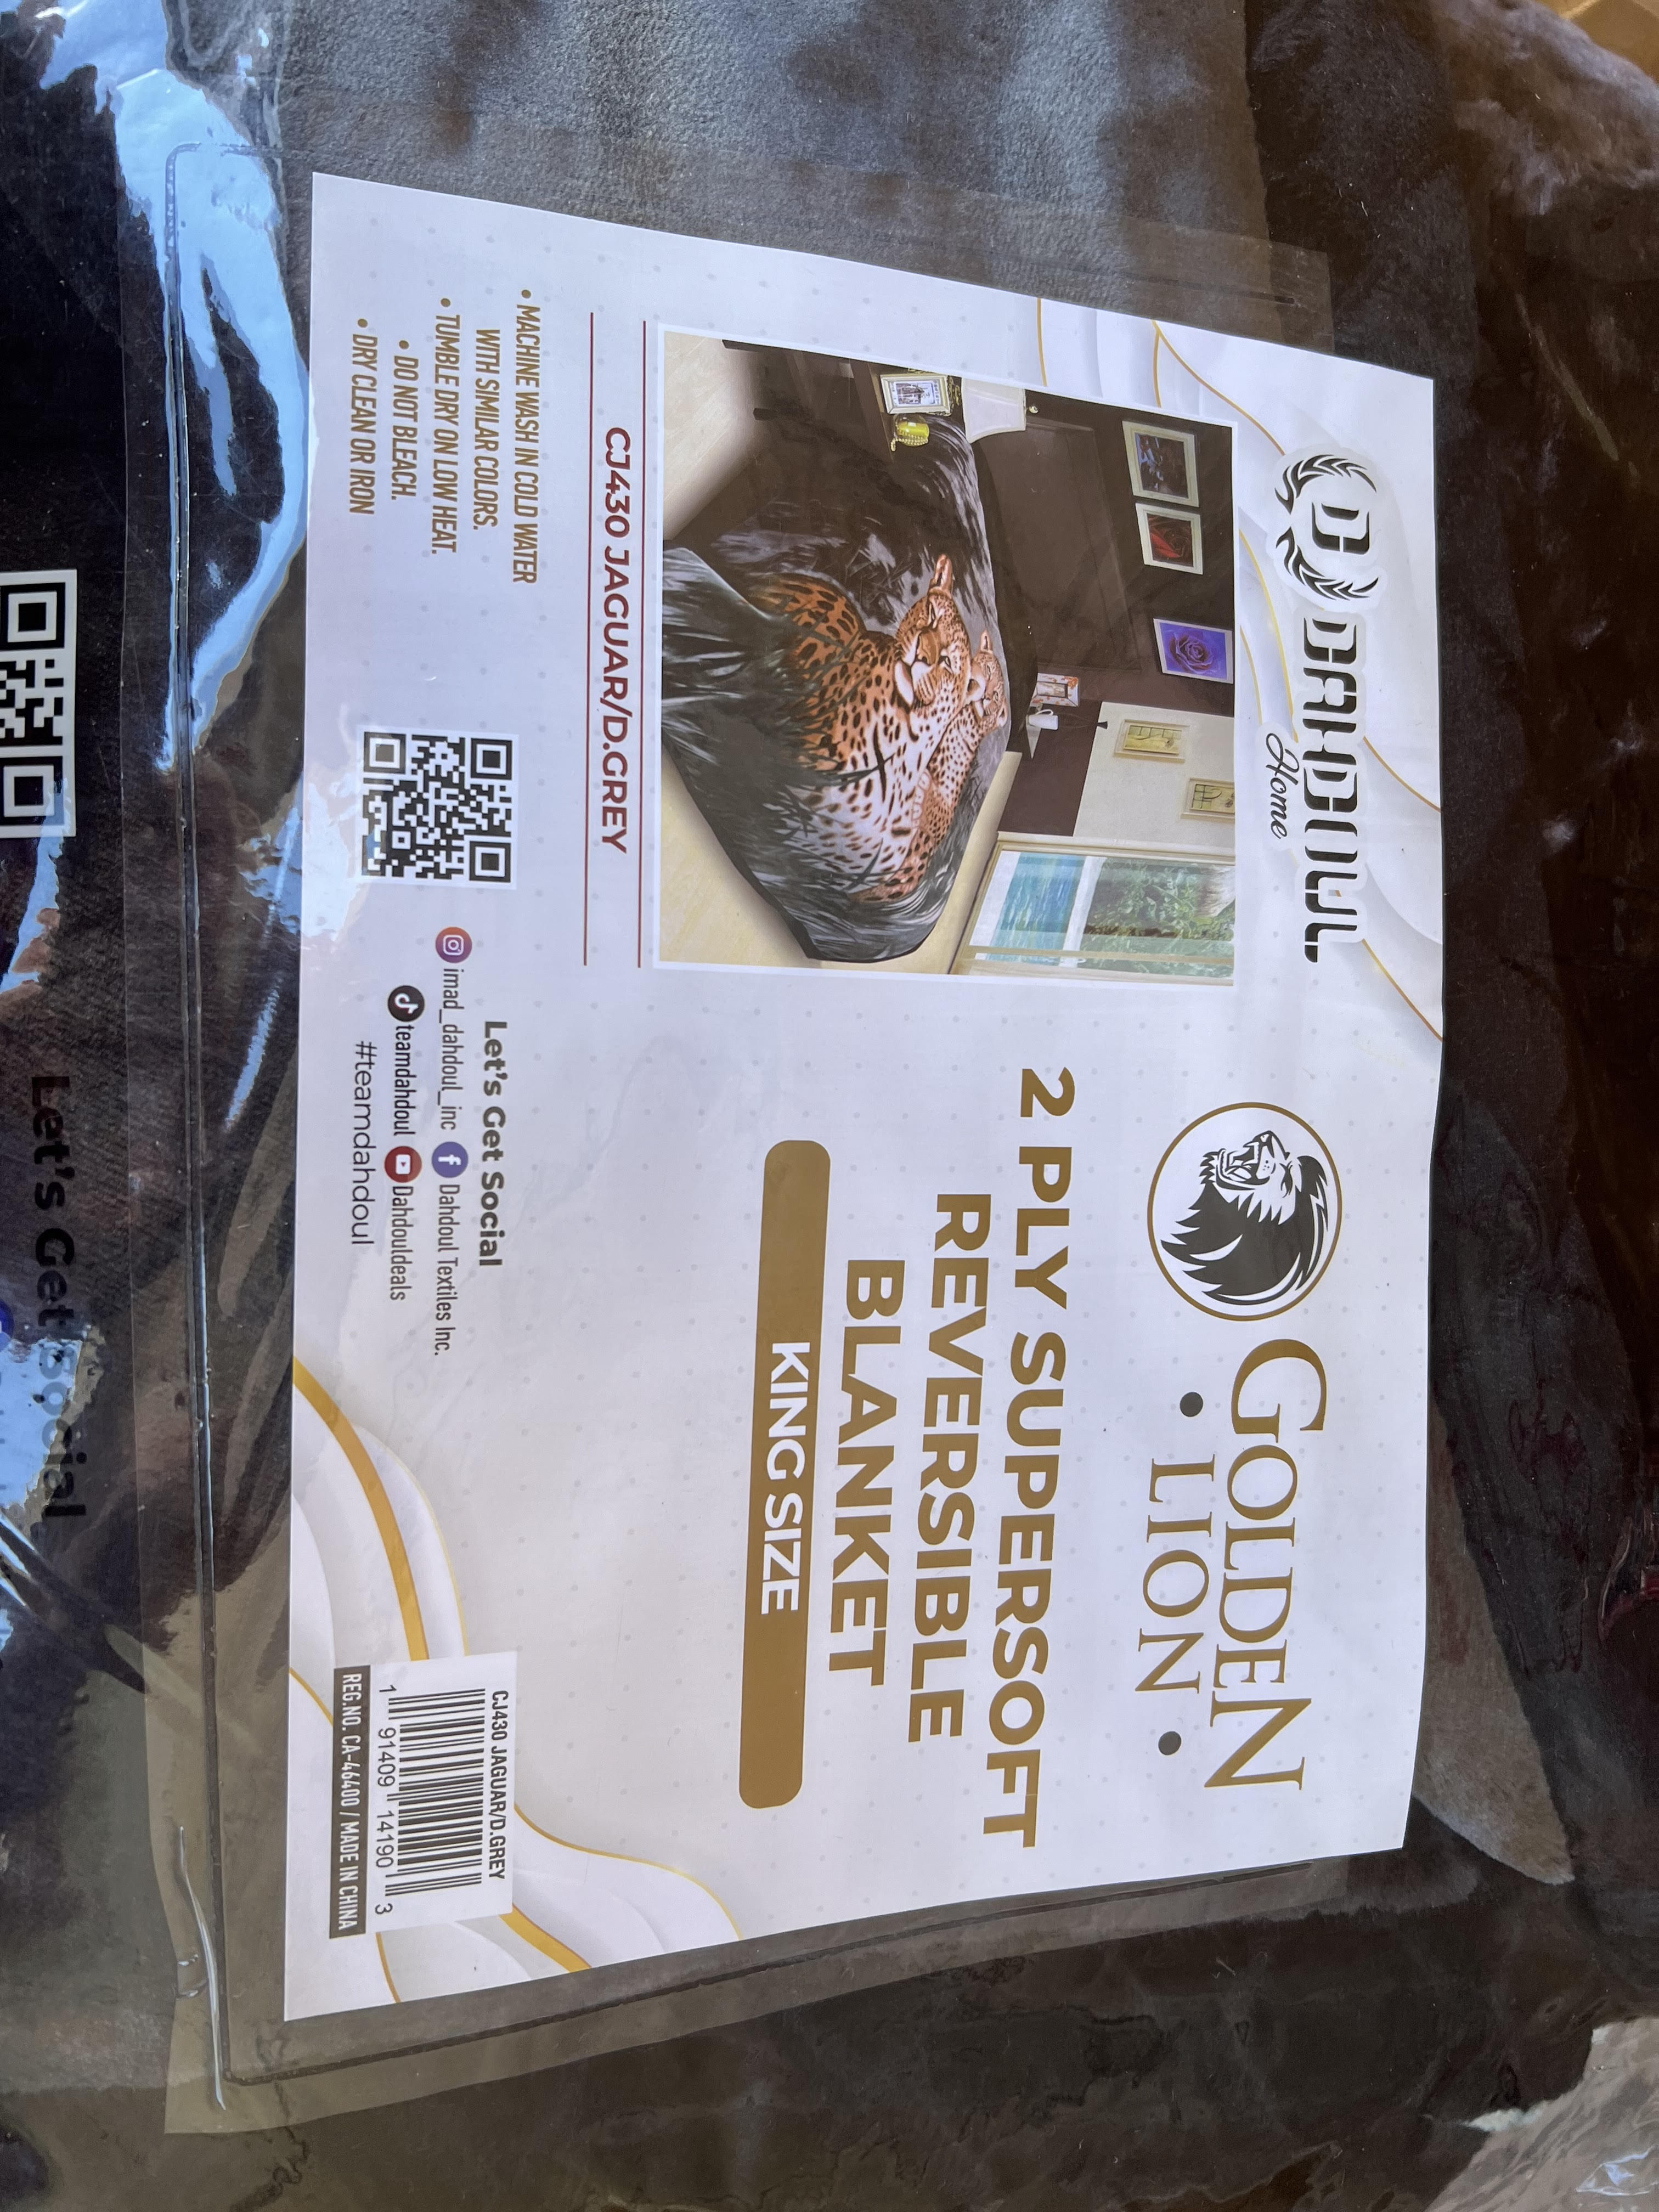 D DAHDOUL
Home
GOLDEN
• LION •
2 PLY SUPERSOFT
REVERSIBLE
BLANKET
KING SIZE
CJ430 JAGUAR/D.GREY
• MACHINE WASH IN COLD WATER
WITH SIMILAR COLORS.
• TUMBLE DRY ON LOW HEAT.
• DO NOT BLEACH.
• DRY CLEAN OR IRON
Let's Get Social
imad_dahdoul_inc Dahdoul Textiles Inc.
teamdahdoul Dahdouldeals
#teamdahdoul
CJ430 JAGUAR/D.GREY
1 91409 14190 3
REG.NO. CA-46400 / MADE IN CHINA
Let's Get Social